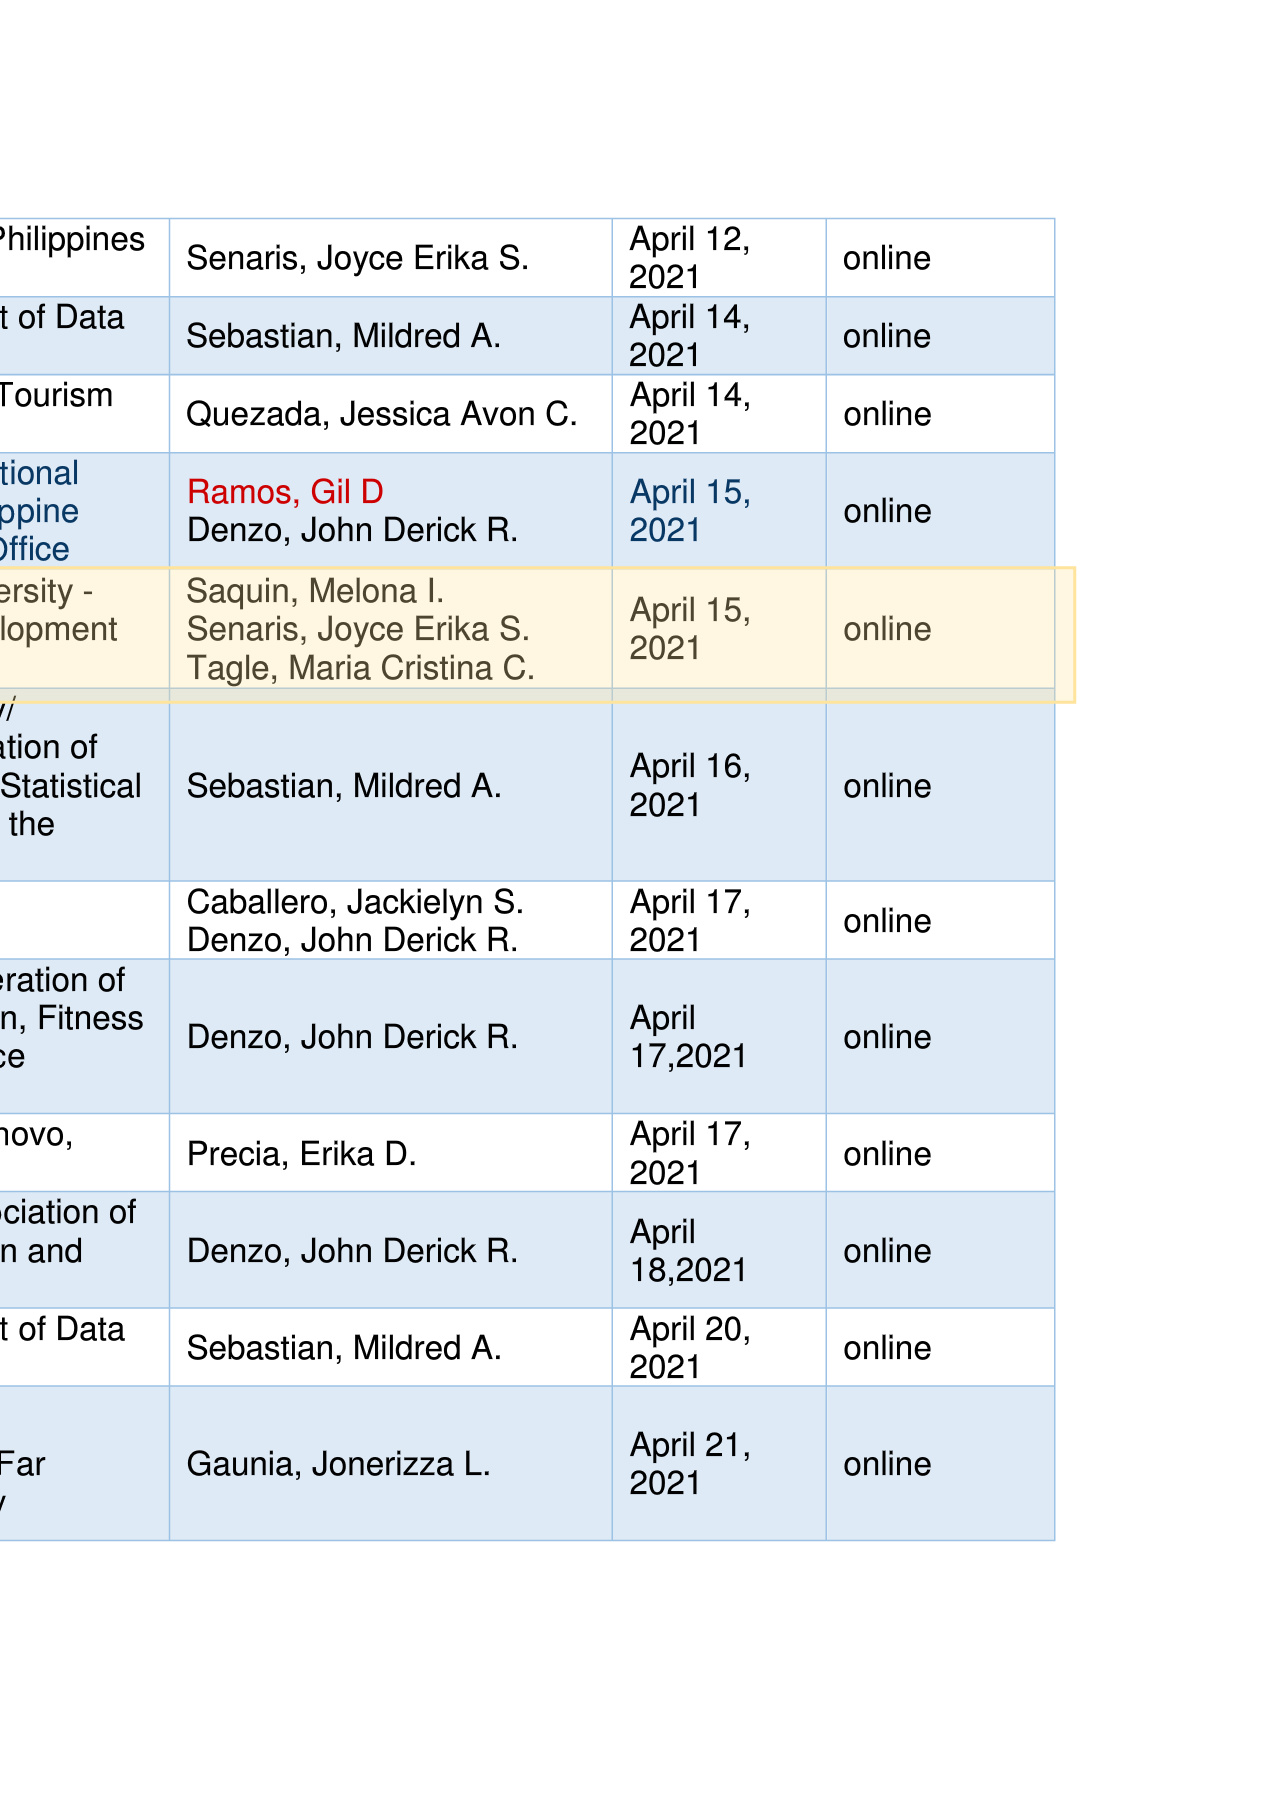 Philippines
Senaris, Joyce Erika S.
April 12,
2021
online
t of Data
Sebastian, Mildred A.
April 14,
2021
online
Tourism
Quezada, Jessica Avon C.
April 14,
2021
online
tional
ppine
Office
Ramos, Gil D
Denzo, John Derick R.
April 15,
2021
online
ersity -
lopment
Saquin, Melona I.
Senaris, Joyce Erika S.
Tagle, Maria Cristina C.
April 15,
2021
online
y/
ation of
Statistical
the
Sebastian, Mildred A.
April 16,
2021
online
Caballero, Jackielyn S.
Denzo, John Derick R.
April 17,
2021
online
eration of
n, Fitness
ce
Denzo, John Derick R.
April
17,2021
online
novo,
Precia, Erika D.
April 17,
2021
online
ciation of
n and
Denzo, John Derick R.
April
18,2021
online
t of Data
Sebastian, Mildred A.
April 20,
2021
online
Far
y
Gaunia, Jonerizza L.
April 21,
2021
online